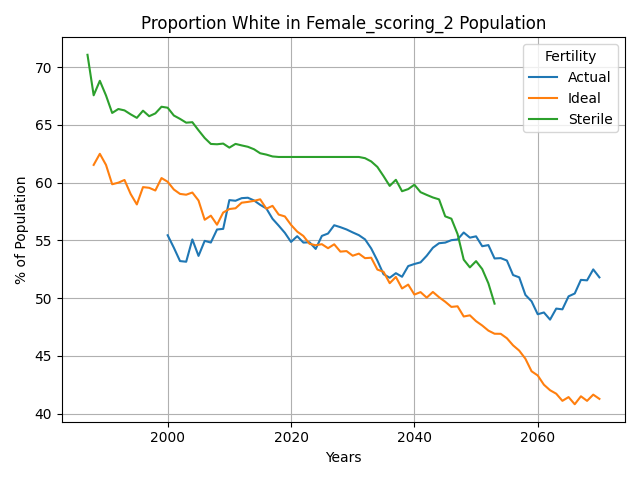 Proportion White in Female_scoring_2 Population
Fertility
Actual
Ideal
Sterile
% of Population
70
65
60
55
50
45
40
2000
2020
2040
2060
Years